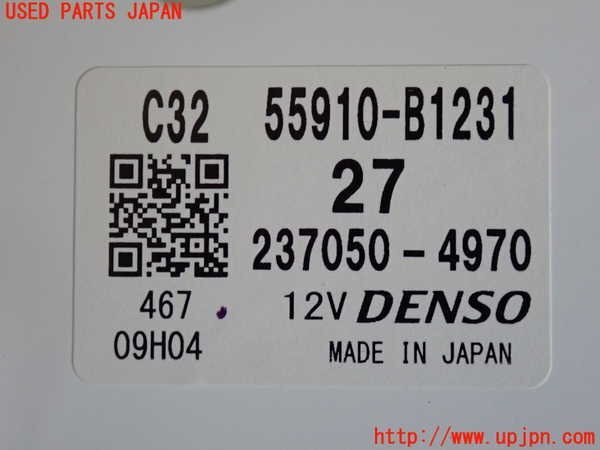 USED PARTS JAPAN
C32 55910-B1231
27
237050-4970
467 12V DENSO
09H04 MADE IN JAPAN
http://www.upjpn.com/